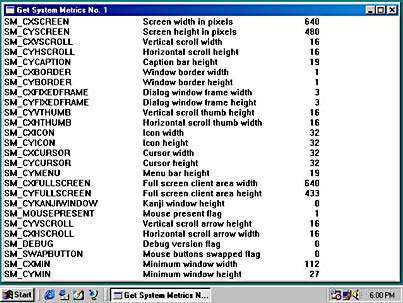 Get System Metrics No. 1
SM_CXSCREEN Screen width in pixels 640
SM_CYSCREEN Screen height in pixels 480
SM_CXVSCROLL Vertical scroll width 16
SM_CYHSCROLL Horizontal scroll height 16
SM_CYCAPTION Caption bar height 19
SM_CXBORDER Window border width 1
SM_CYBORDER Window border height 1
SM_CXFIXEDFRAME Dialog window frame width 3
SM_CYFIXEDFRAME Dialog window frame height 3
SM_CYVTHUMB Vertical scroll thumb height 16
SM_CXHTHUMB Horizontal scroll thumb width 16
SM_CXICON Icon width 32
SM_CYICON Icon height 32
SM_CXCURSOR Cursor width 32
SM_CYCURSOR Cursor height 32
SM_CYMENU Menu bar height 19
SM_CXFULLSCREEN Full screen client area width 640
SM_CYFULLSCREEN Full screen client area height 433
SM_CYKANJIWINDOW Kanji window height 0
SM_MOUSEPRESENT Mouse present flag 1
SM_CYVSCROLL Vertical scroll arrow height 16
SM_CXHSCROLL Horizontal scroll arrow width 16
SM_DEBUG Debug version flag 0
SM_SWAPBUTTON Mouse buttons swapped flag 0
SM_CXMIN Minimum window width 112
SM_CYMIN Minimum window height 27
Start Get System Metrics N... 6:00 PM